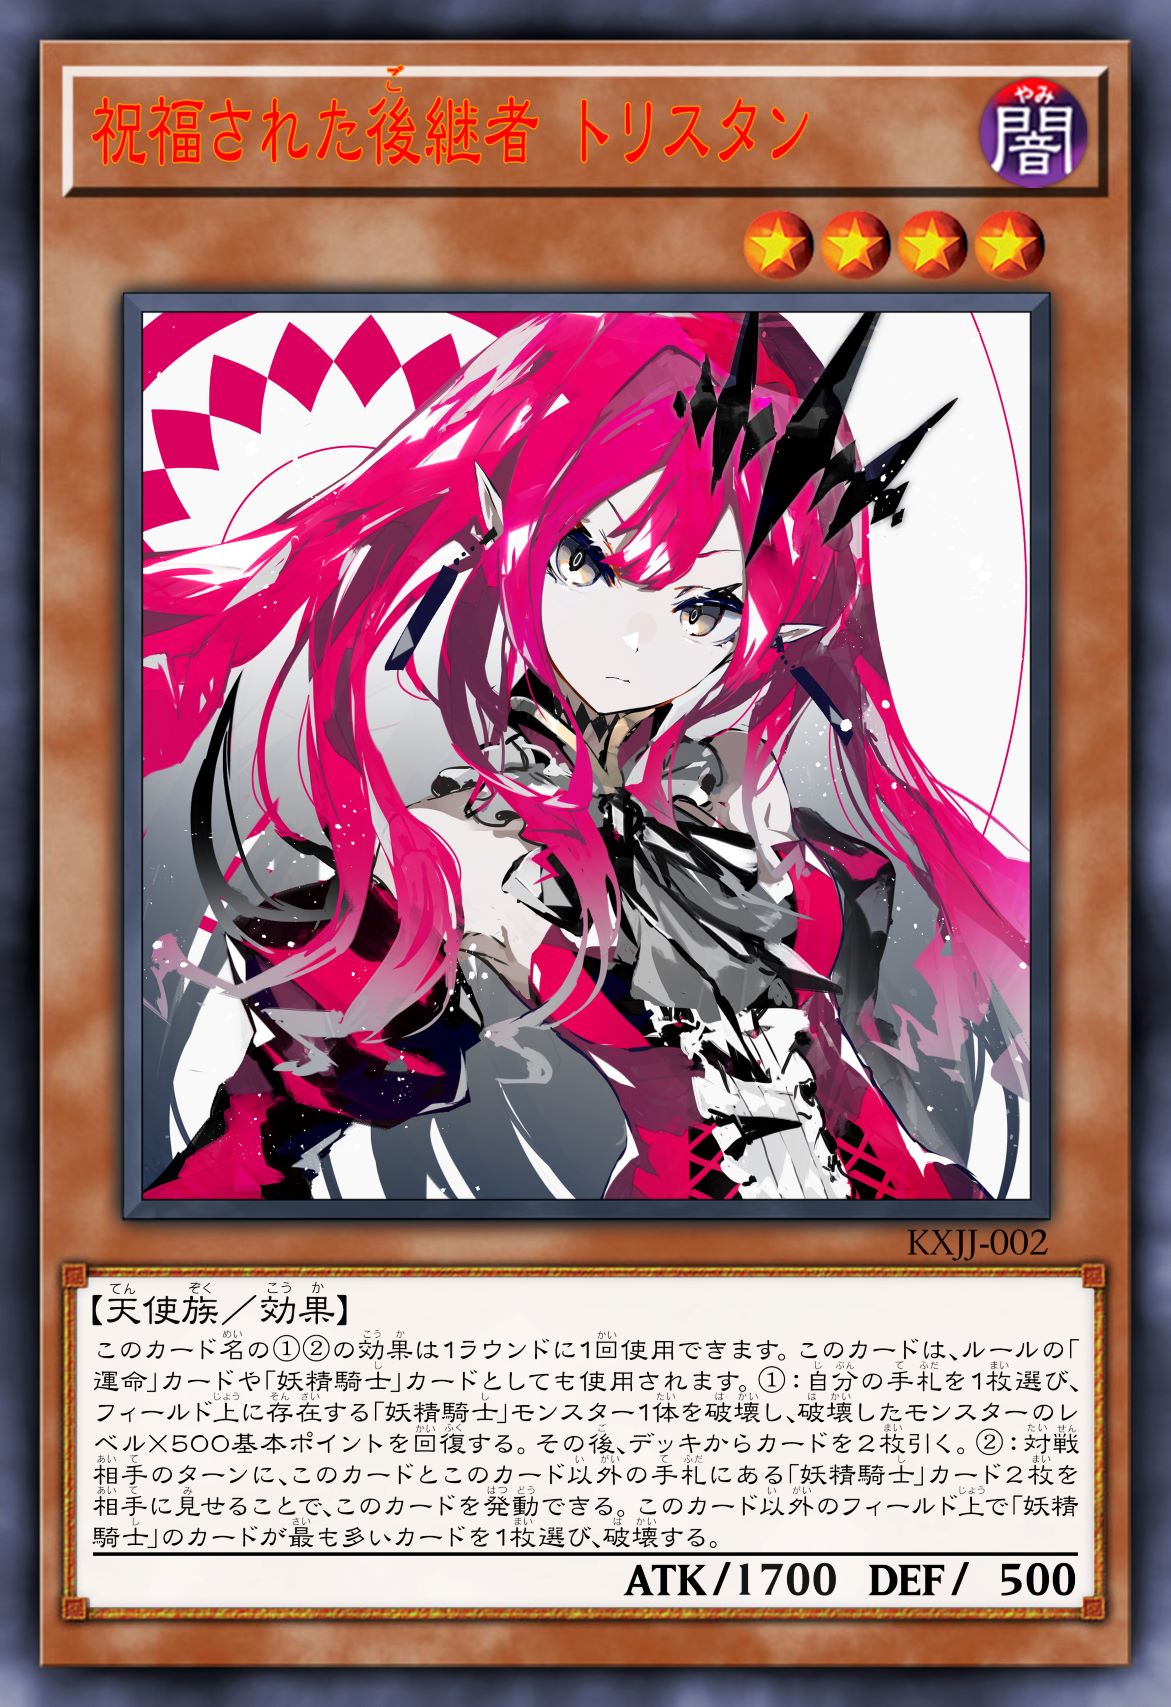 祝福された後継者 トリスタン
闇
KXJJ-002
【天使族／効果】
このカード名の①②の効果は1ラウンドに1回使用できます。このカードは、ルールの「
運命」カードや「妖精騎士」カードとしても使用されます。①：自分の手札を1枚選び、
フィールド上に存在する「妖精騎士」モンスター1体を破壊し、破壊したモンスターのレ
ベル×500基本ポイントを回復する。その後、デッキからカードを2枚引く。②：対戦
相手のターンに、このカードとこのカード以外の手札にある「妖精騎士」カード2枚を
相手に見せることで、このカードを発動できる。このカード以外のフィールド上で「妖精
騎士」のカードが最も多いカードを1枚選び、破壊する。
ATK/1700 DEF/ 500